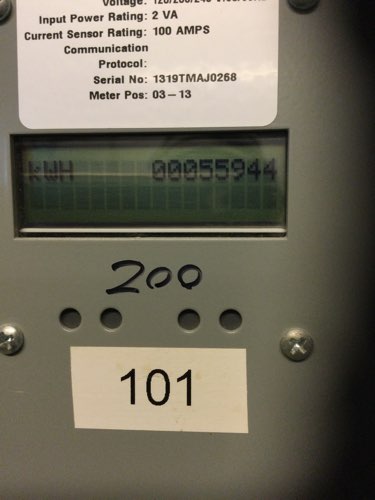 Voltage:
Input Power Rating: 2 VA
Current Sensor Rating: 100 AMPS
Communication
Protocol:
Serial No: 1319TMAJ0268
Meter Pos: 03-13
kWH 00055944
200
101